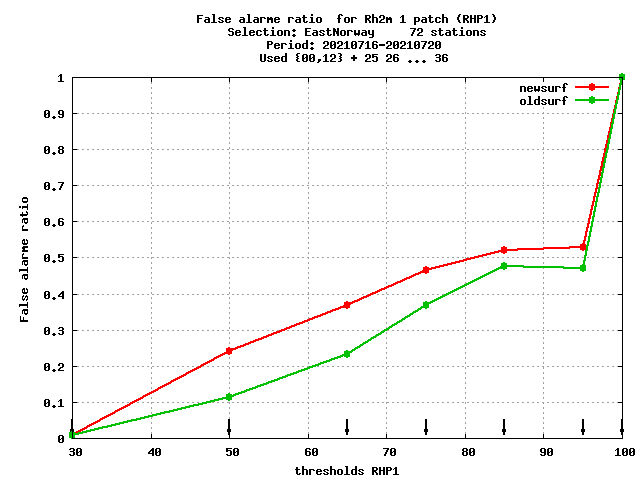 False alarme ratio  for Rh2m 1 patch (RHP1)
Selection: EastNorway     72 stations
Period: 20210716-20210720
Used {00,12} + 25 26 ... 36
newsurf
oldsurf
1
0.9
0.8
0.7
0.6
0.5
0.4
0.3
0.2
0.1
0
False alarme ratio
30 40 50 60 70 80 90 100
thresholds RHP1